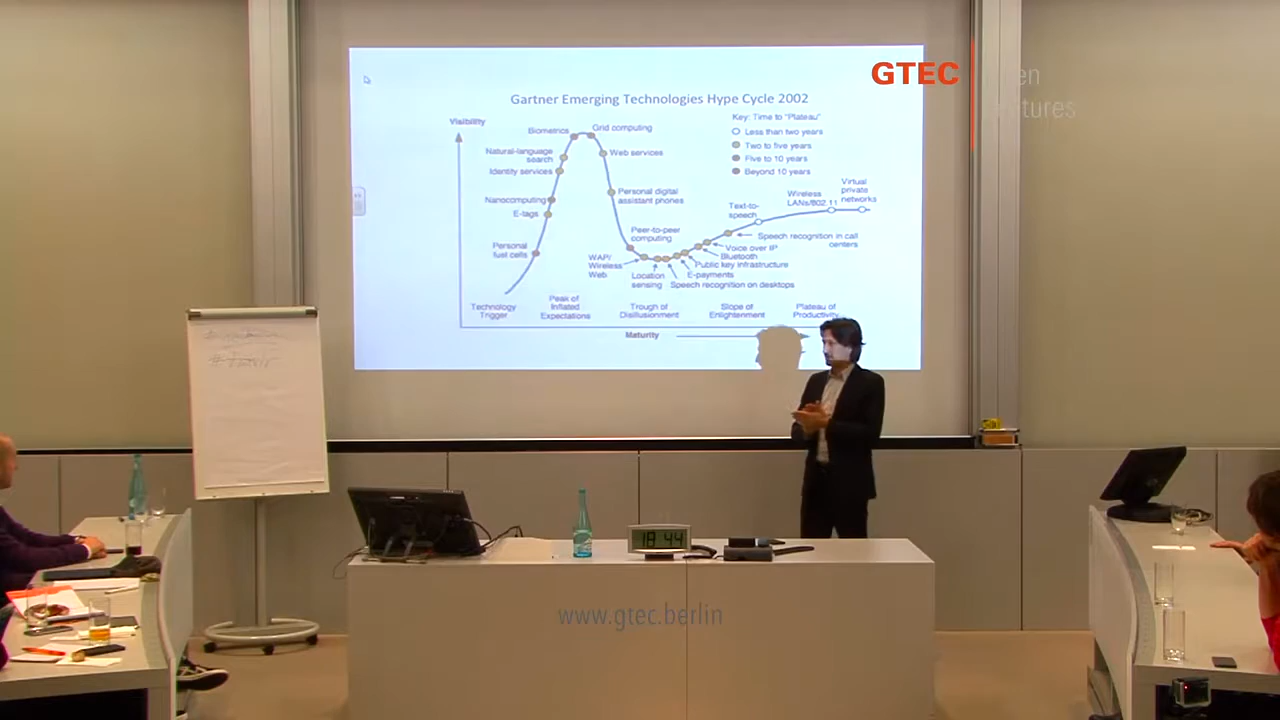 GTEC
Gartner Emerging Technologies Hype Cycle 2002
Visibility
Key: Time to "Plateau"
Less than two years
Two to five years
Five to 10 years
Beyond 10 years
Biometrics
Grid computing
Natural-language
search
Web services
Identity services
Nanocomputing
E-tags
Personal digital
assistant phones
Personal
fuel cells
Peer-to-peer
computing
WAP/
Wireless
Web
Location
sensing
Speech recognition on desktops
E-payments
Public key infrastructure
Bluetooth
Voice over IP
Speech recognition in call
centers
Text-to-
speech
Wireless
LANs/802.11
Virtual
private
networks
Technology
Trigger
Peak of
Inflated
Expectations
Trough of
Disillusionment
Slope of
Enlightenment
Plateau of
Productivity
Maturity
18 44
www.gtec.berlin